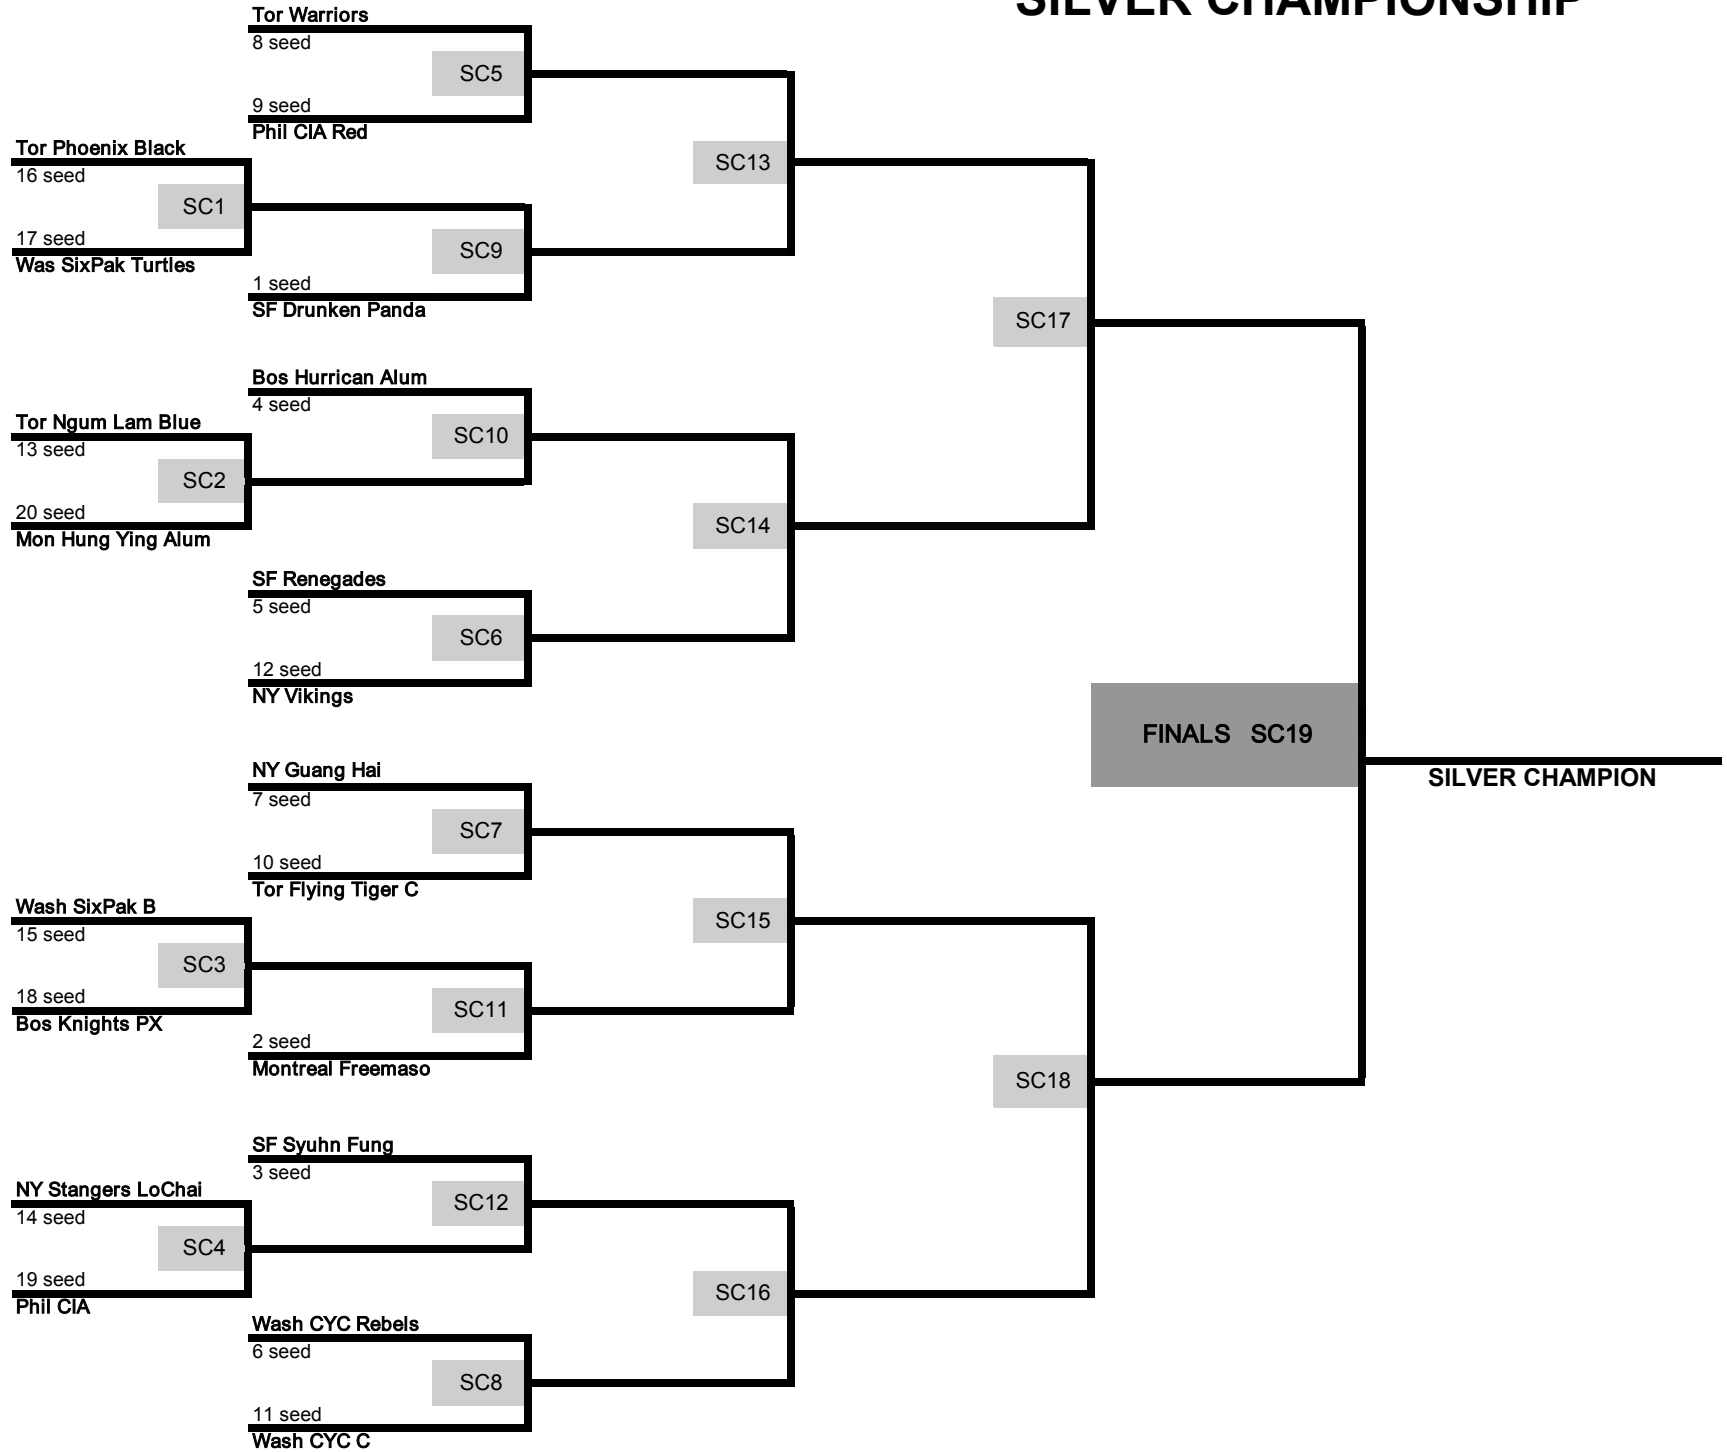 SILVER CHAMPIONSHIP
Tor Warriors
8 seed
SC5
9 seed
Phil CIA Red
Tor Phoenix Black
16 seed
SC13
SC1
17 seed
SC9
Was SixPak Turtles
1 seed
SF Drunken Panda
SC17
Bos Hurrican Alum
4 seed
Tor Ngum Lam Blue
13 seed
SC10
SC2
20 seed
SC14
Mon Hung Ying Alum
SF Renegades
5 seed
SC6
12 seed
NY Vikings
FINALS SC19
NY Guang Hai
SILVER CHAMPION
7 seed
SC7
10 seed
Tor Flying Tiger C
Wash SixPak B
15 seed
SC15
SC3
18 seed
SC11
Bos Knights PX
2 seed
Montreal Freemaso
SC18
SF Syuhn Fung
3 seed
NY Stangers LoChai
14 seed
SC12
SC4
19 seed
SC16
Phil CIA
Wash CYC Rebels
6 seed
SC8
11 seed
Wash CYC C